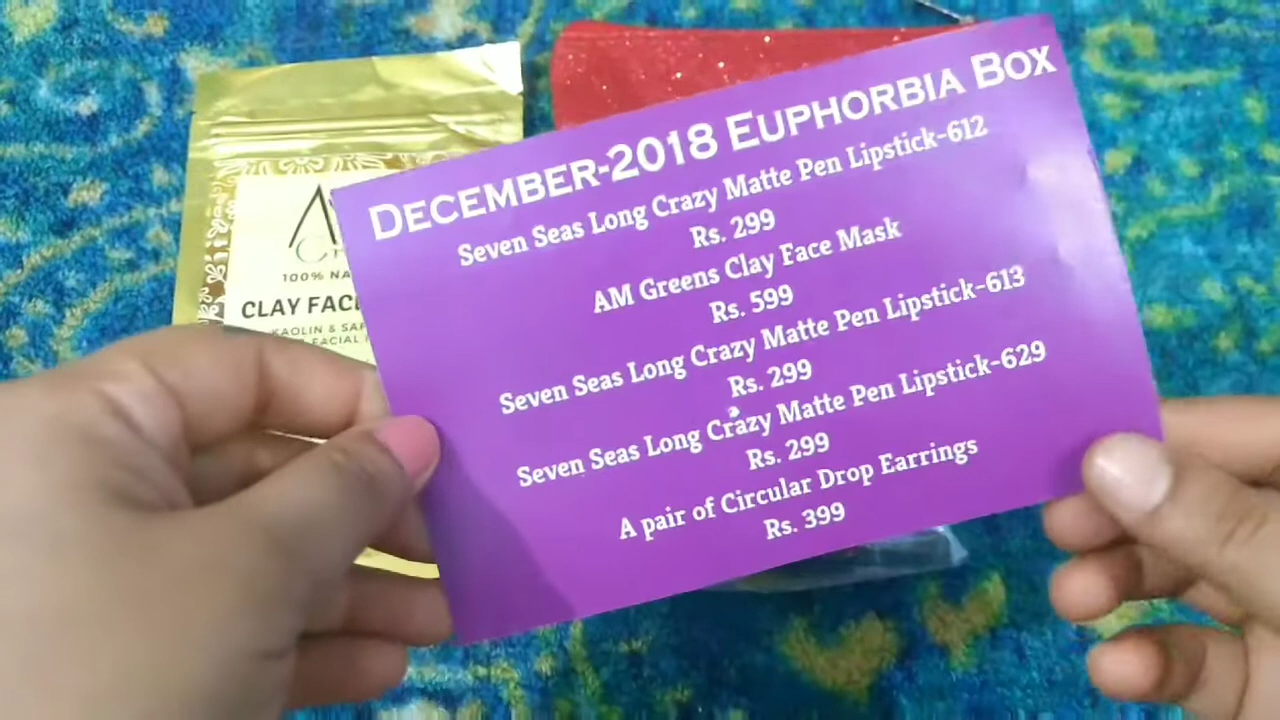 DECEMBER-2018 EUPHORBIA BOX
Seven Seas Long Crazy Matte Pen Lipstick-612
Rs. 299
AM Greens Clay Face Mask
Rs. 599
Seven Seas Long Crazy Matte Pen Lipstick-613
Rs. 299
Seven Seas Long Crazy Matte Pen Lipstick-629
Rs. 299
A pair of Circular Drop Earrings
Rs. 399
100% NA
CLAY FAC
KAOLIN & SA
FACIAL